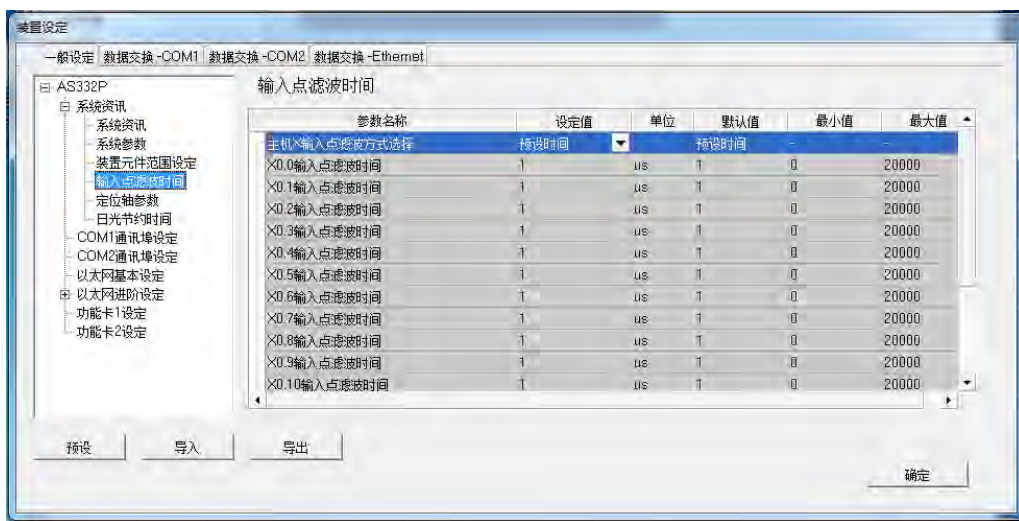 装置设定
一般设定 数据交换-COM1 数据交换-COM2 数据交换-Ethernet
AS332P
系统资讯
系统资讯
系统参数
装置元件范围设定
输入点滤波时间
定位轴参数
日光节约时间
COM1通讯埠设定
COM2通讯埠设定
以太网基本设定
以太网进阶设定
功能卡1设定
功能卡2设定
输入点滤波时间
参数名称 设定值 单位 默认值 最小值 最大值
主机X输入点滤波方式选择 预设时间 预设时间 - -
X0.0输入点滤波时间 1 us 1 0 20000
X0.1输入点滤波时间 1 us 1 0 20000
X0.2输入点滤波时间 1 us 1 0 20000
X0.3输入点滤波时间 1 us 1 0 20000
X0.4输入点滤波时间 1 us 1 0 20000
X0.5输入点滤波时间 1 us 1 0 20000
X0.6输入点滤波时间 1 us 1 0 20000
X0.7输入点滤波时间 1 us 1 0 20000
X0.8输入点滤波时间 1 us 1 0 20000
X0.9输入点滤波时间 1 us 1 0 20000
X0.10输入点滤波时间 1 us 1 0 20000
预设 导入 导出
确定